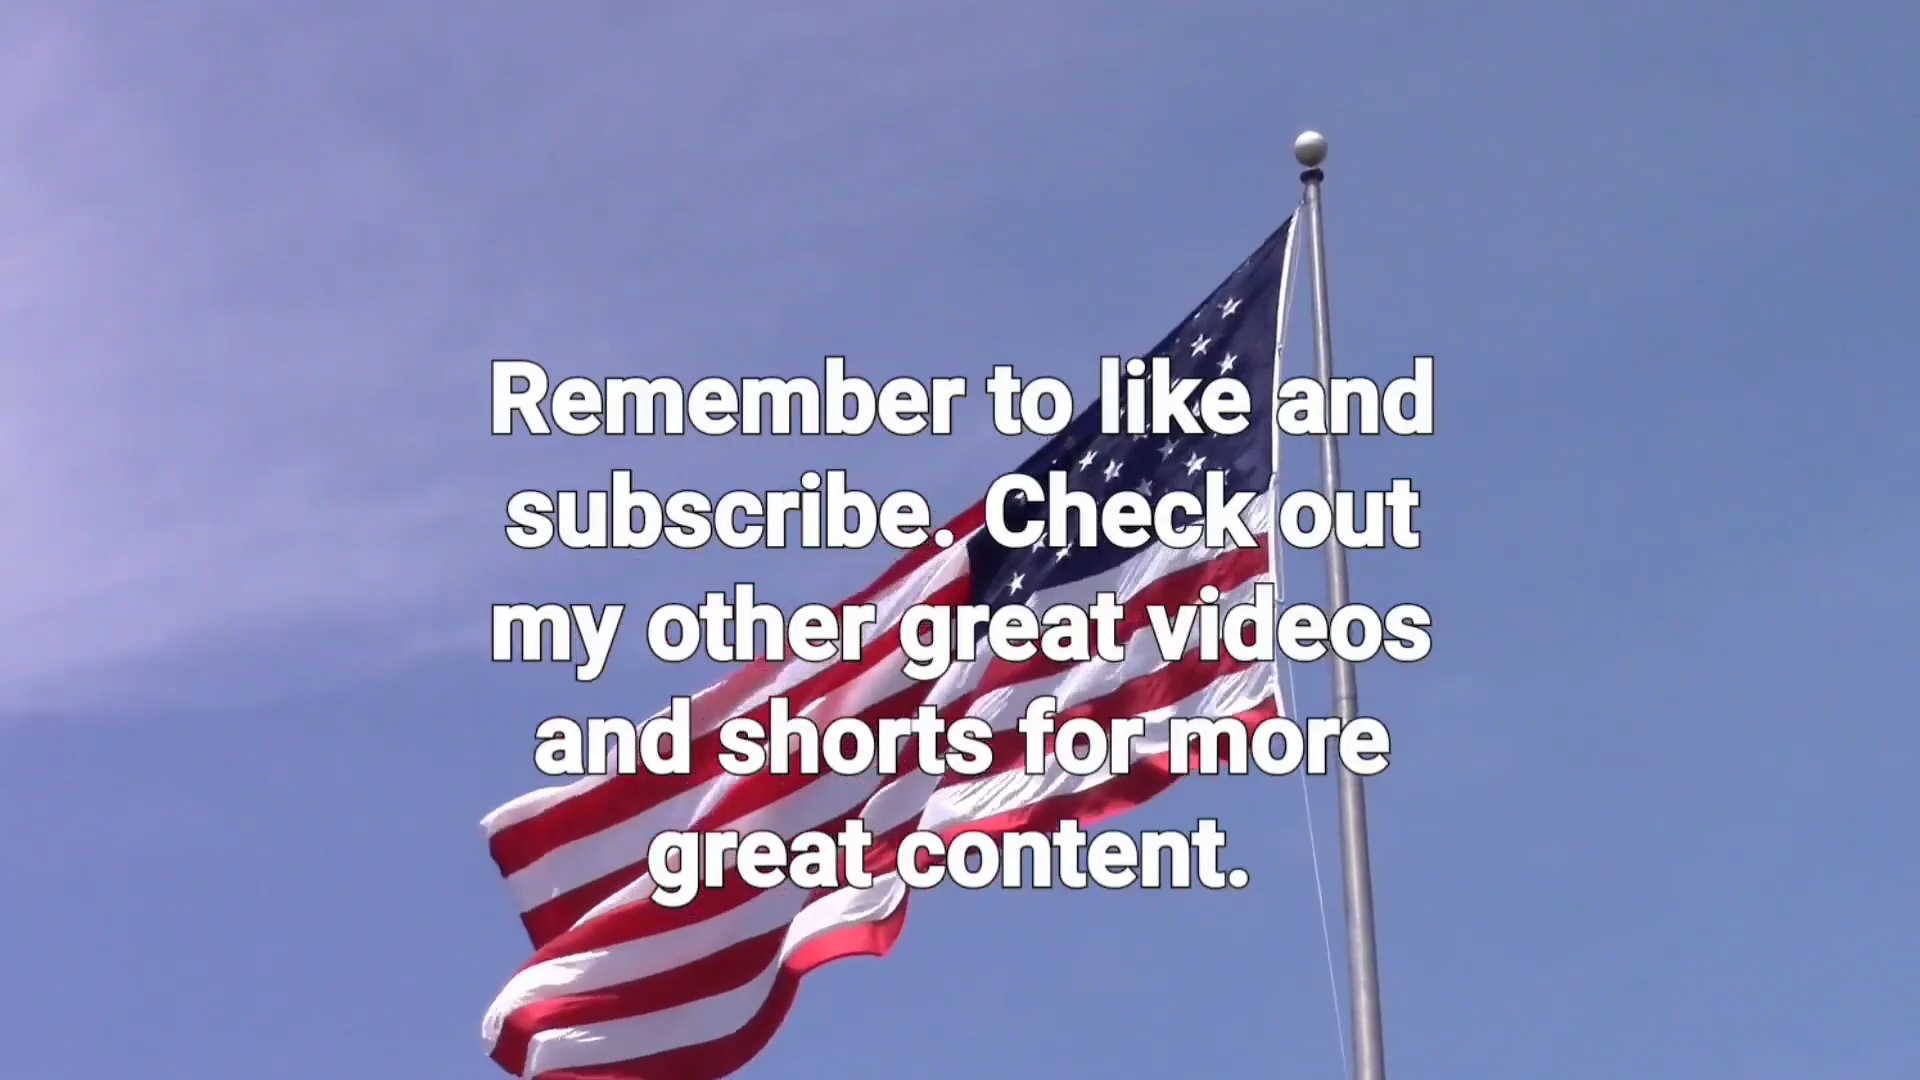 Remember to like and
subscribe. Check out
my other great videos
and shorts for more
great content.